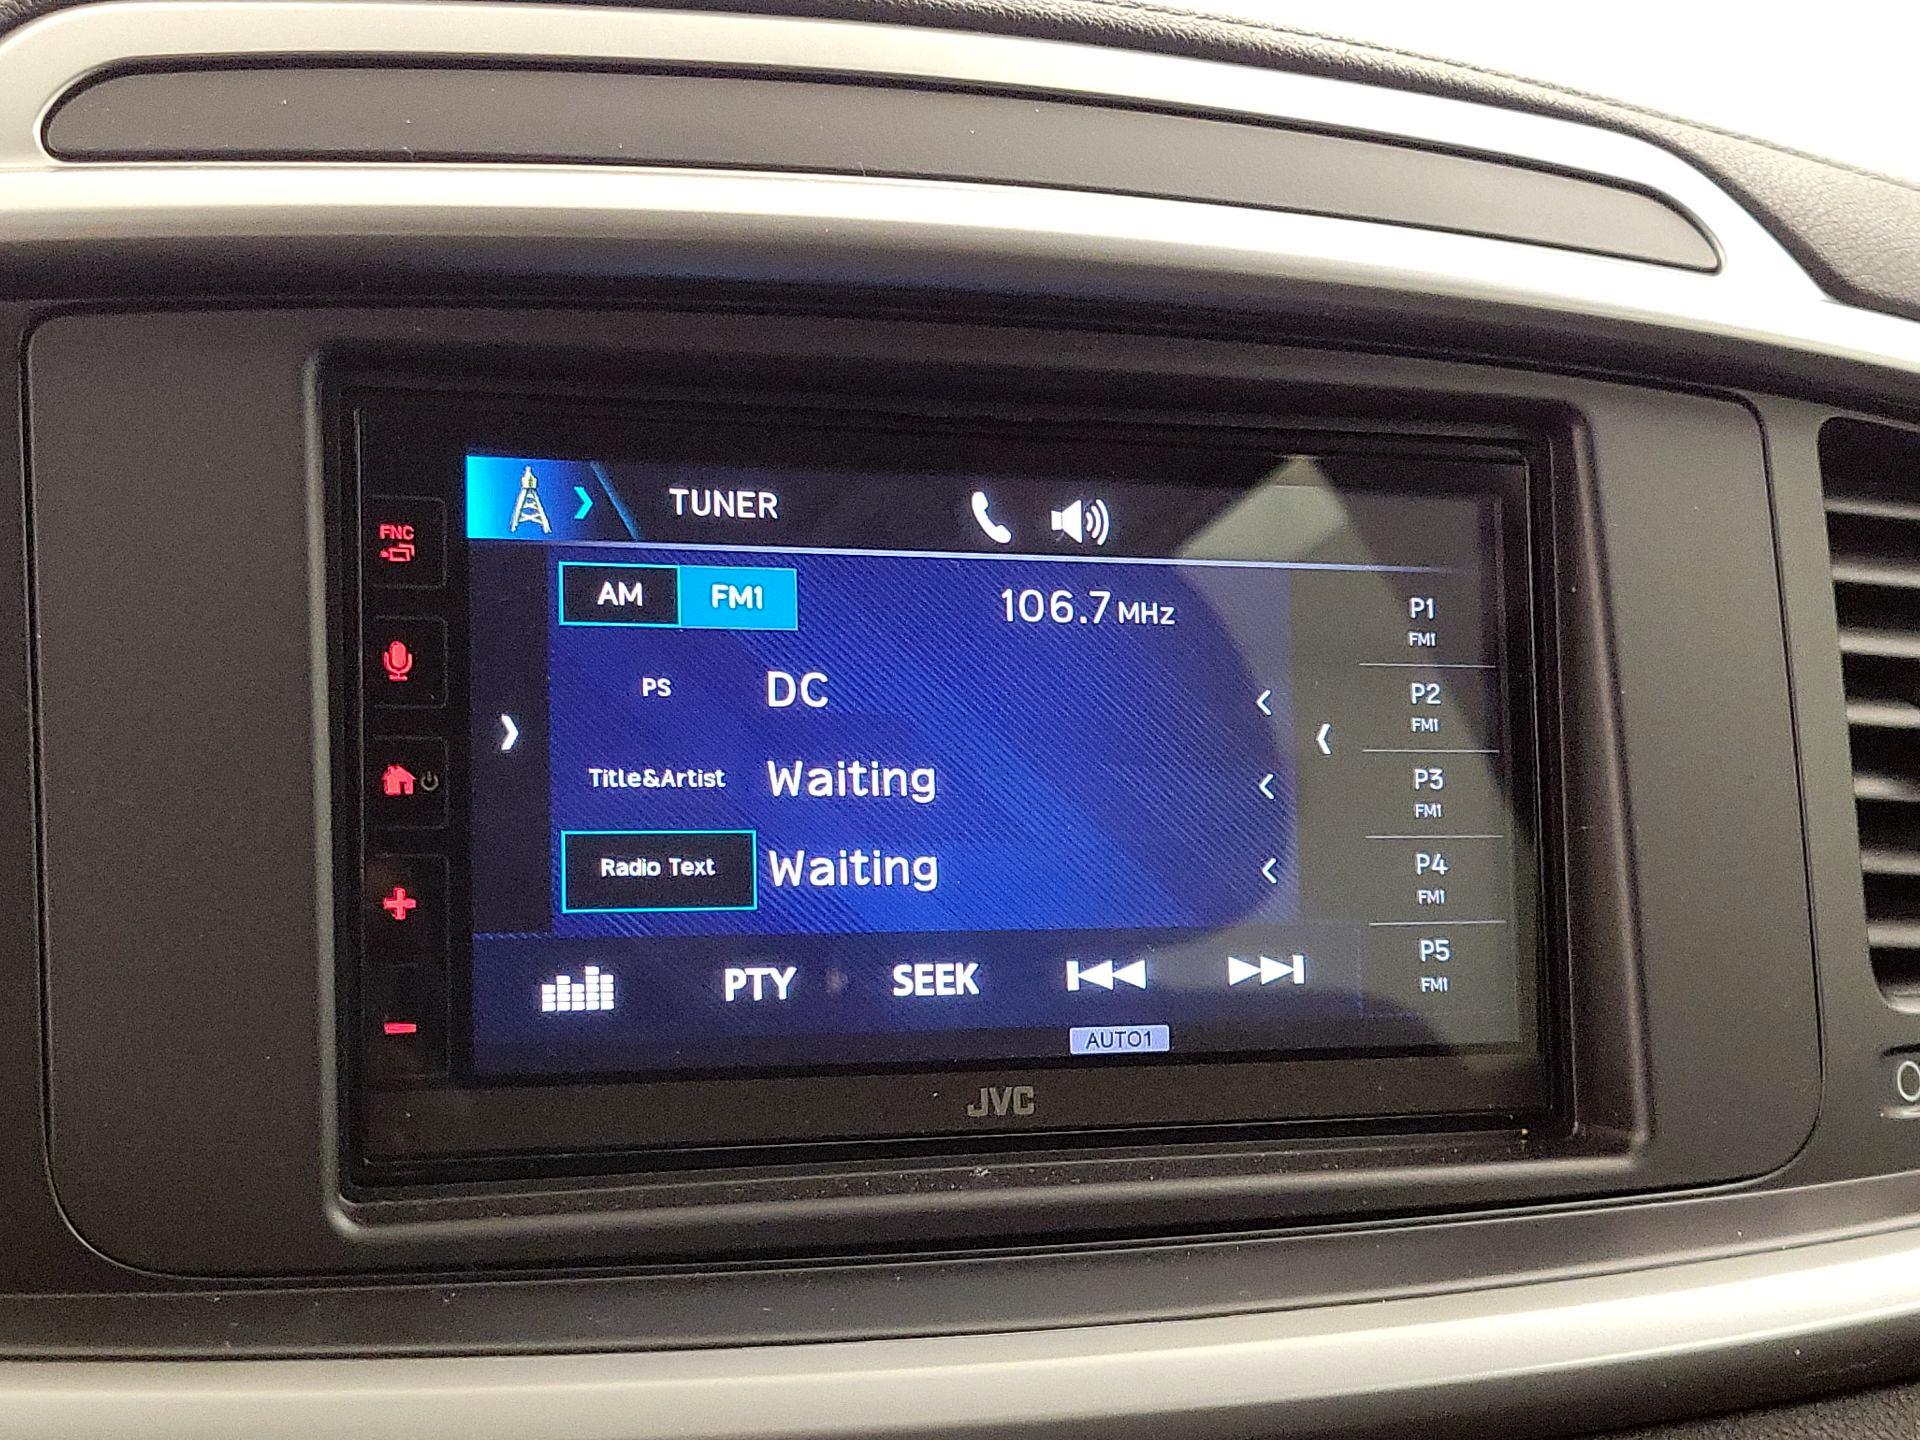 FNC
TUNER
AM FM1 106.7 MHz
PS DC
Title&Artist Waiting
Radio Text Waiting
P1
FM1
P2
FM1
P3
FM1
P4
FM1
P5
FM1
PTY SEEK
AUTO1
JVC